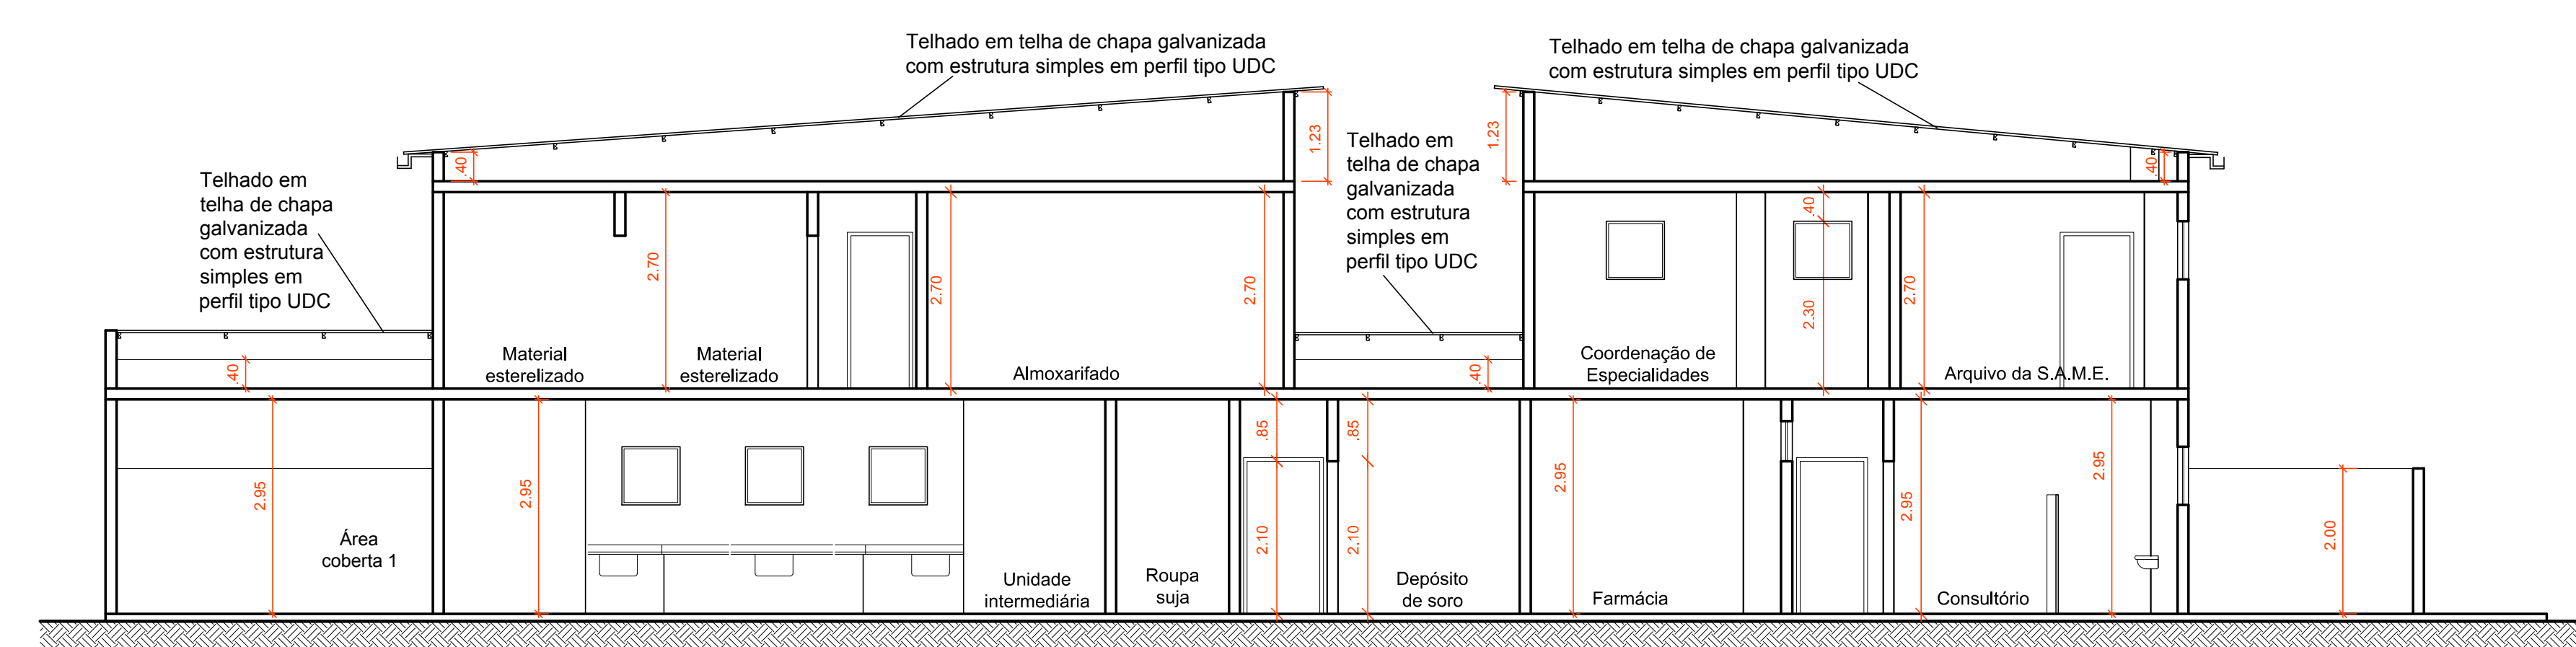 Telhado em telha de chapa galvanizada
com estrutura simples em perfil tipo UDC
Telhado em telha de chapa galvanizada
com estrutura simples em perfil tipo UDC
Telhado em
telha de chapa
galvanizada
com estrutura
simples em
perfil tipo UDC
Telhado em
telha de chapa
galvanizada
com estrutura
simples em
perfil tipo UDC
.40
1.23
1.23
.40
2.70
2.70
2.70
.40
2.30
2.70
.40
.40
Material
esterelizado
Material
esterelizado
Almoxarifado
Coordenação de
Especialidades
Arquivo da S.A.M.E.
2.95
2.95
.85
2.10
.85
2.10
2.95
2.95
2.95
2.00
Área
coberta 1
Unidade
intermediária
Roupa
suja
Depósito
de soro
Farmácia
Consultório